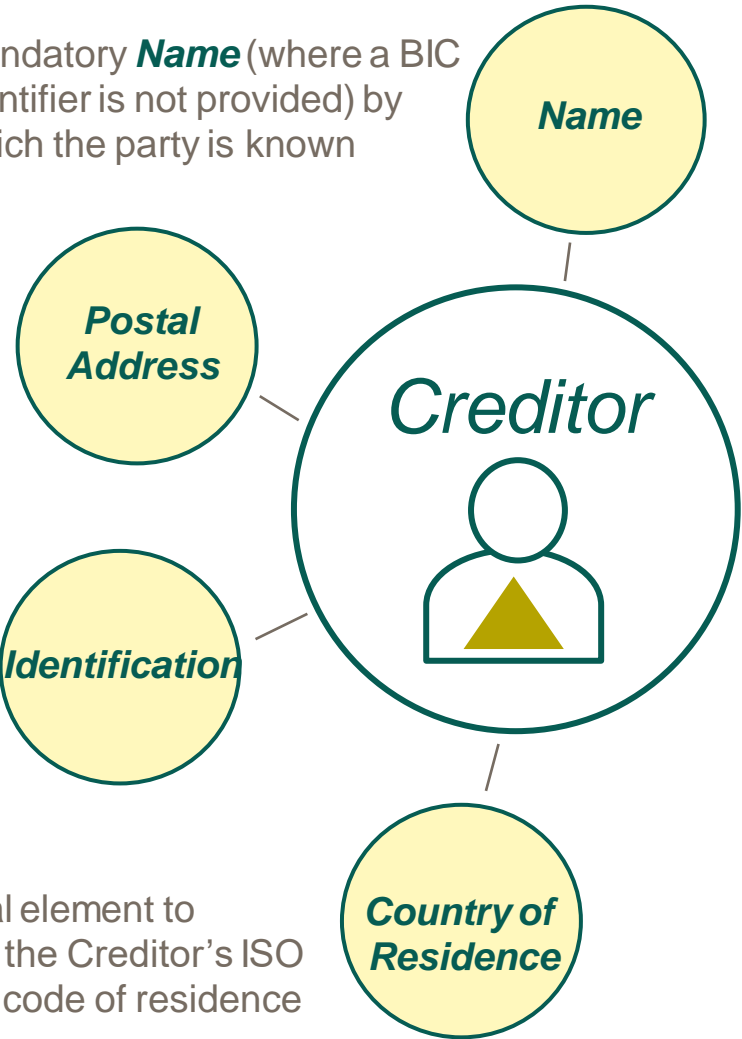 ndatory Name (where a BIC
ntifier is not provided) by
ich the party is known
Name
Postal
Address
Creditor
Identification
al element to
the Creditor's ISO
code of residence
Country of
Residence